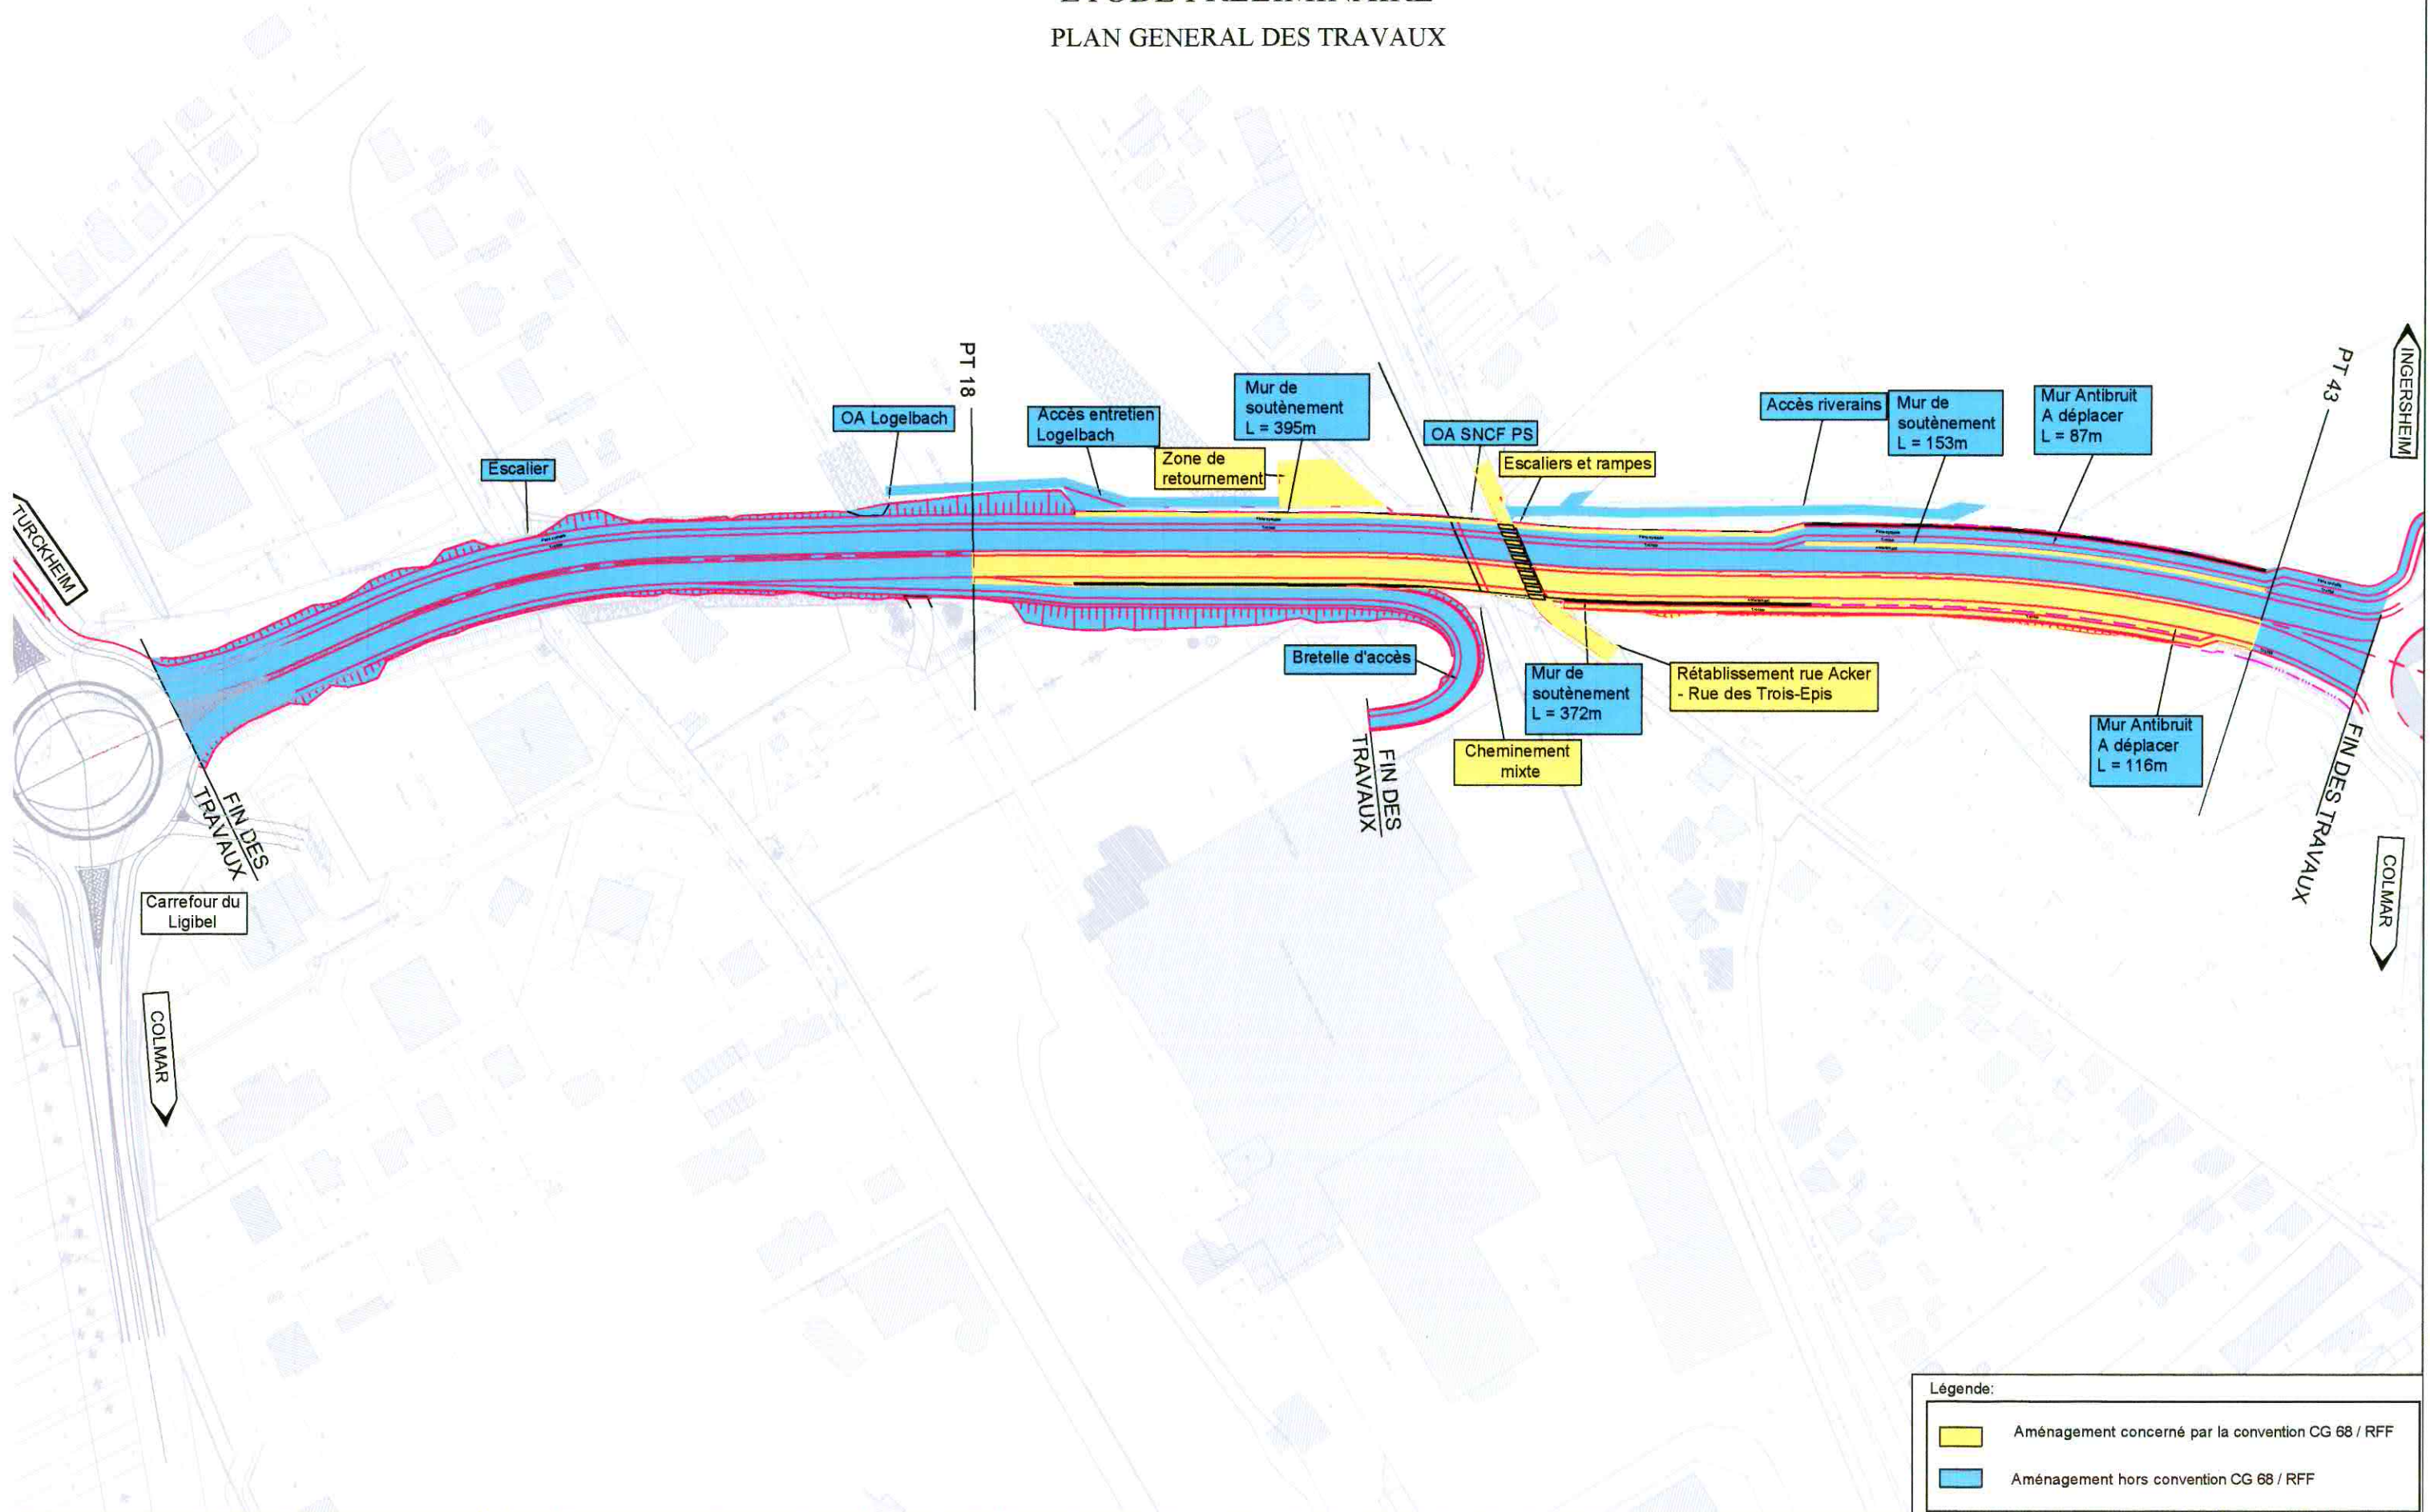 PLAN GENERAL DES TRAVAUX
INGERSHEIM
PT 43
PT 18
Mur de
soutènement
L = 395m
OA Logelbach
Accès entretien
Logelbach
Zone de
retournement
OA SNCF PS
Escaliers et rampes
Accès riverains
Mur de
soutènement
L = 153m
Mur Antibruit
A déplacer
L = 87m
Escalier
TURCKHEIM
Bretelle d'accès
Mur de
soutènement
L = 372m
Rétablissement rue Acker
- Rue des Trois-Epis
Cheminement
mixte
Mur Antibruit
A déplacer
L = 116m
FIN DES
TRAVAUX
FIN DES
TRAVAUX
FIN DES TRAVAUX
Carrefour du
Ligibel
COLMAR
COLMAR
Légende:
Aménagement concerné par la convention CG 68 / RFF
Aménagement hors convention CG 68 / RFF